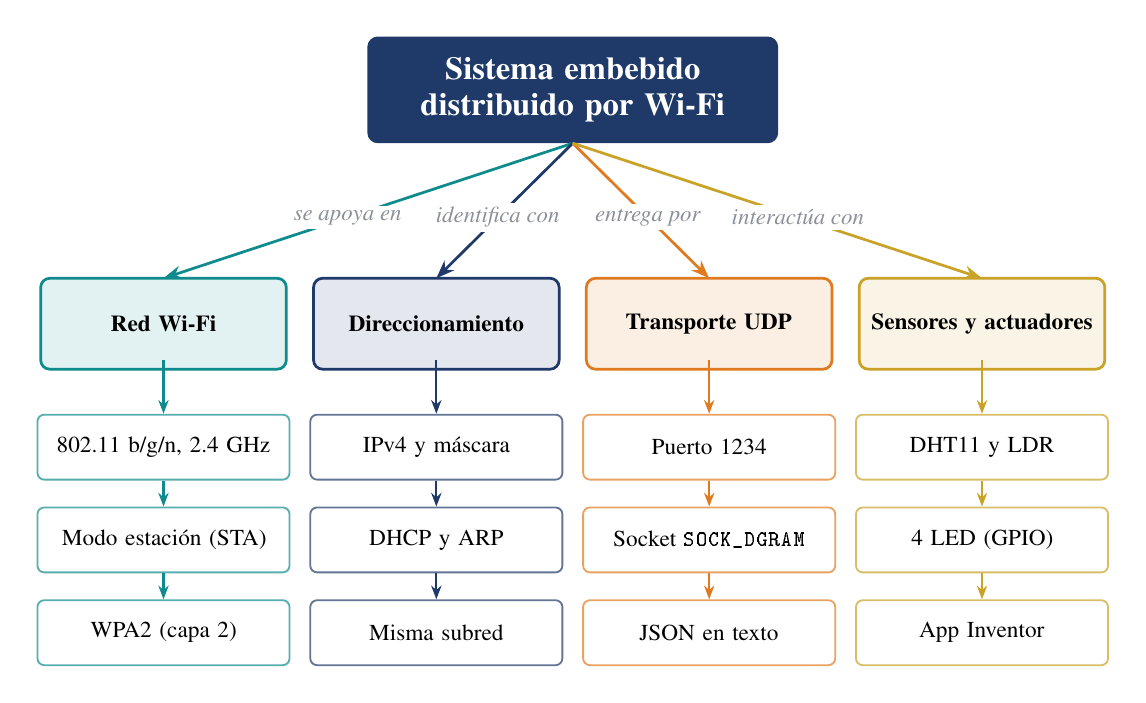 Sistema embebido
distribuido por Wi-Fi
se apoya en
identifica con
entrega por
interactúa con
Red Wi-Fi
Direccionamiento
Transporte UDP
Sensores y actuadores
802.11 b/g/n, 2.4 GHz
IPv4 y máscara
Puerto 1234
DHT11 y LDR
Modo estación (STA)
DHCP y ARP
Socket SOCK_DGRAM
4 LED (GPIO)
WPA2 (capa 2)
Misma subred
JSON en texto
App Inventor